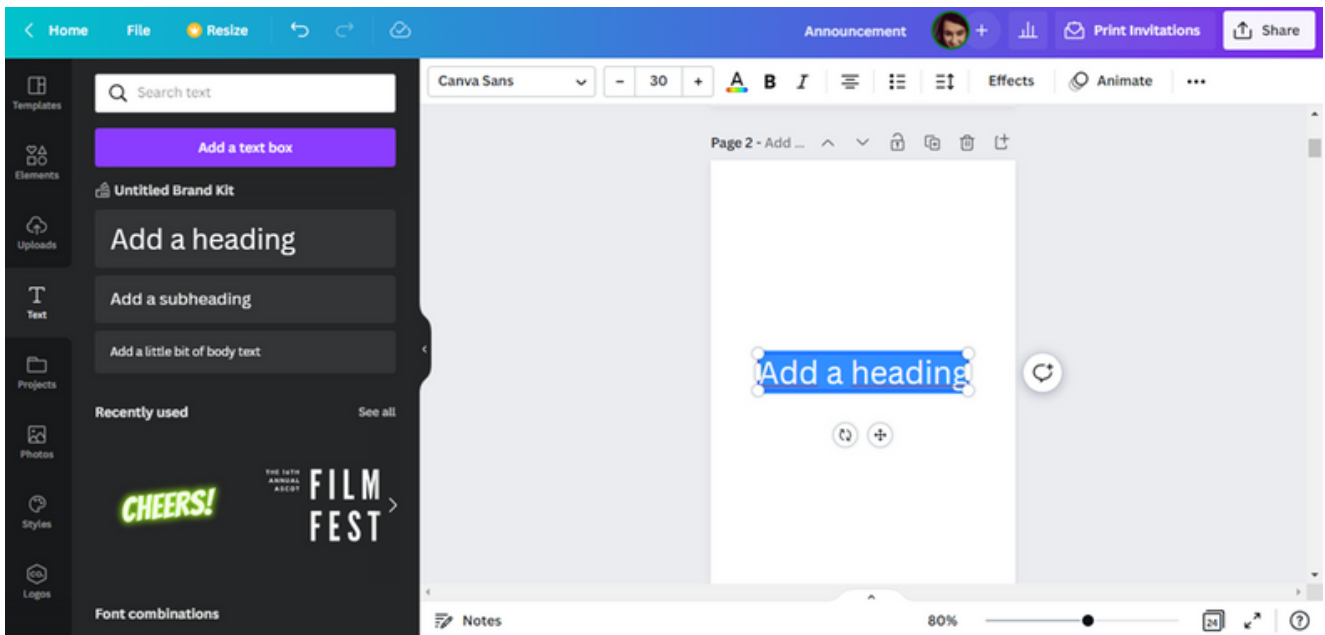 Home File Resize Announcement Print Invitations Share
Templates
Elements
Uploads
Text
Projects
Photos
Styles
CO.
Logos
Search text
Add a text box
Untitled Brand Kit
Add a heading
Add a subheading
Add a little bit of body text
Recently used See all
CHEERS!
THE 16TH
ANNUAL
ASCOT
FILM
FEST
Font combinations
Canva Sans - 30 + A B I Effects Animate ...
Page 2 - Add ...
Add a heading
Notes 80% 24 ?